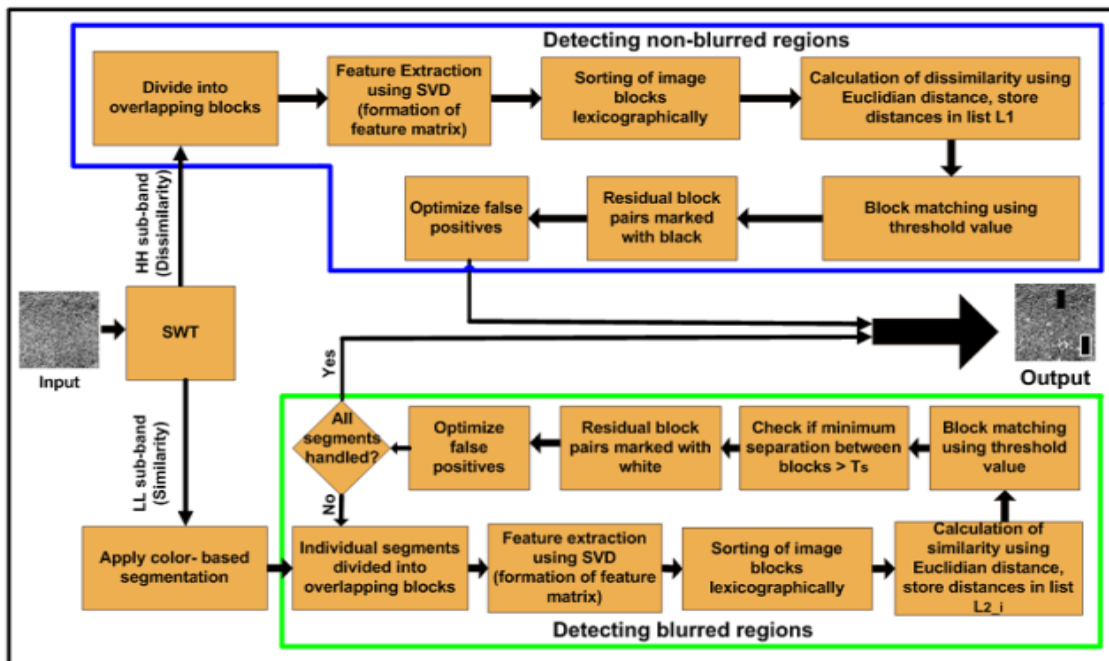 Detecting non-blurred regions
Divide into
overlapping blocks
Feature Extraction
using SVD
(formation of
feature matrix)
Sorting of image
blocks
lexicographically
Calculation of dissimilarity using
Euclidian distance, store
distances in list L1
Optimize false
positives
Residual block
pairs marked
with black
Block matching using
threshold value
HH sub-band
(Dissimilarity)
SWT
Input
Output
Yes
LL sub-band
(Similarity)
All
segments
handled?
Optimize
false
positives
Residual block
pairs marked with
white
Check if minimum
separation between
blocks > Ts
Block matching
using threshold
value
No
Apply color- based
segmentation
Individual segments
divided into
overlapping blocks
Feature extraction
using SVD
(formation of feature
matrix)
Sorting of image
blocks
lexicographically
Calculation of
similarity using
Euclidian distance,
store distances in list
L2_i
Detecting blurred regions